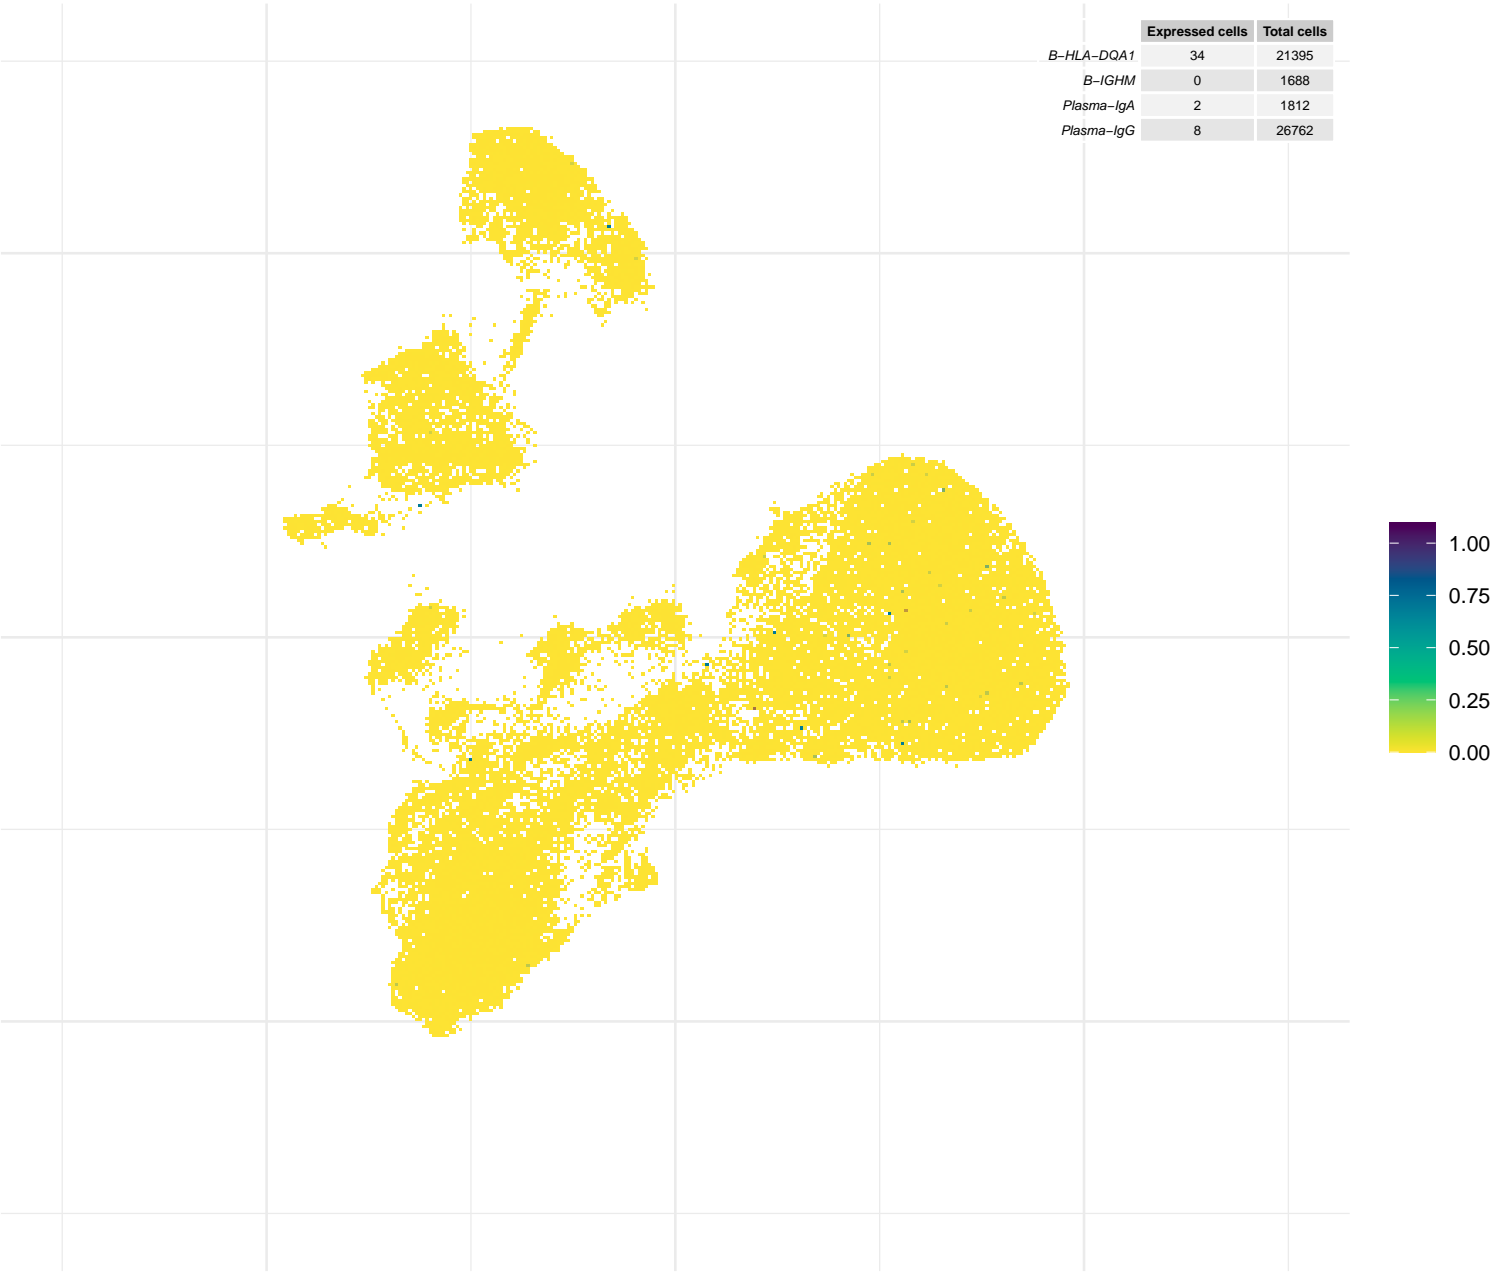 Expressed cells Total cells
B−HLA−DQA1 34 21395
B−IGHM 0 1688
Plasma−IgA 2 1812
Plasma−IgG 8 26762
1.00
0.75
0.50
0.25
0.00